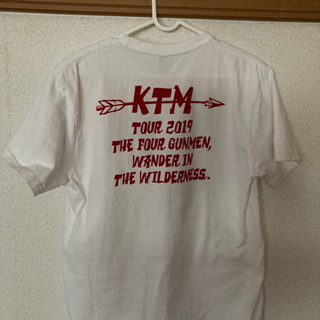 KTM
TOUR 2019
THE FOUR GUNMEN,
WANDER IN
THE WILDERNESS.